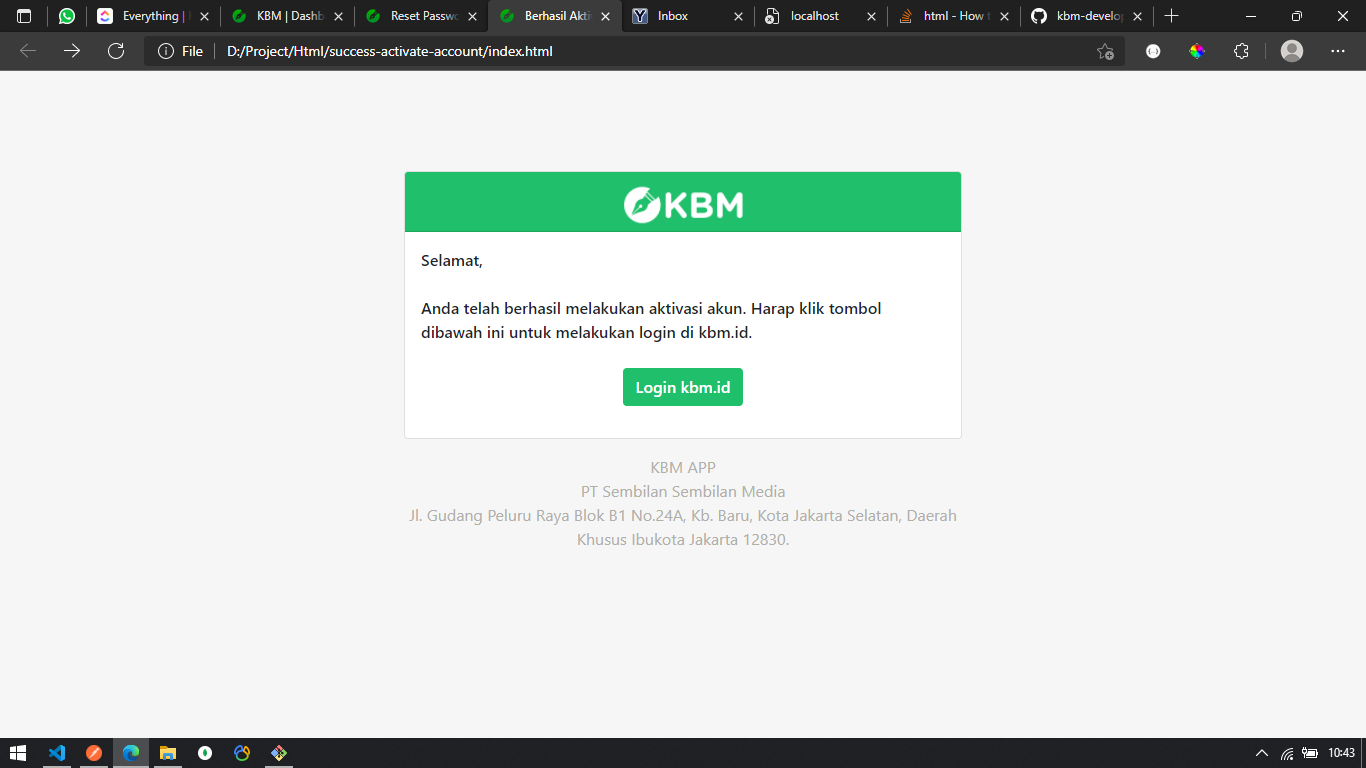 Everything |
KBM | Dashb
Reset Passwo
Berhasil Akti
Inbox
localhost
html - How t
kbm-develop
File
D:/Project/Html/success-activate-account/index.html
KBM
Selamat,
Anda telah berhasil melakukan aktivasi akun. Harap klik tombol
dibawah ini untuk melakukan login di kbm.id.
Login kbm.id
KBM APP
PT Sembilan Sembilan Media
Jl. Gudang Peluru Raya Blok B1 No.24A, Kb. Baru, Kota Jakarta Selatan, Daerah
Khusus Ibukota Jakarta 12830.
10:43